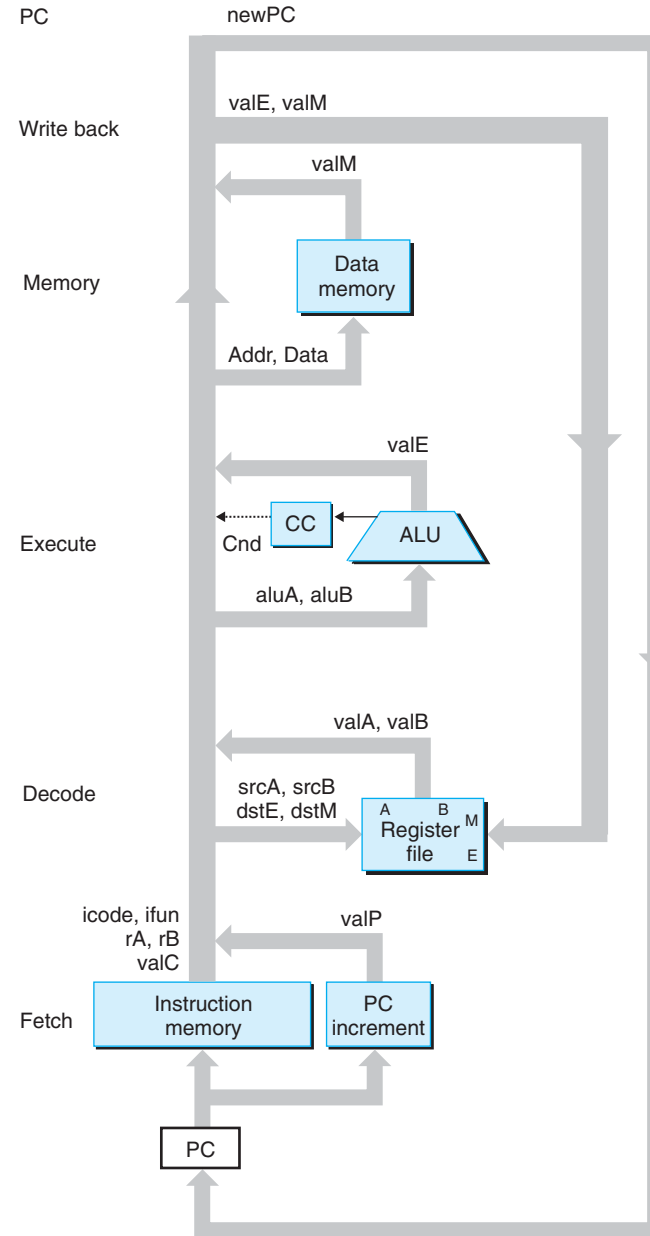 PC
newPC
valE, valM
Write back
valM
Data
memory
Memory
Addr, Data
valE
CC
ALU
Cnd
Execute
aluA, aluB
valA, valB
Decode
srcA, srcB
dstE, dstM
A B M
Register
file E
icode, ifun
rA, rB
valC
valP
Fetch
Instruction
memory
PC
increment
PC